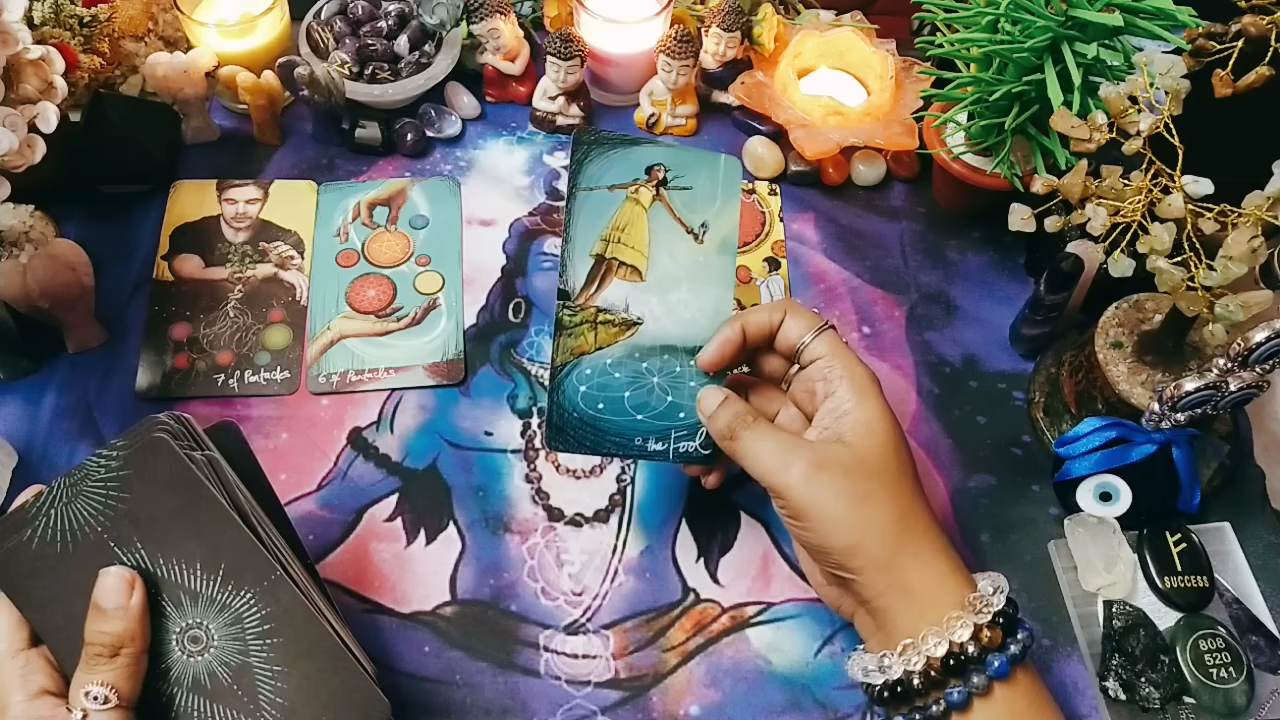 7 of Pentacles
6 of Pentacles
0 the Fool
SUCCESS
808
520
741